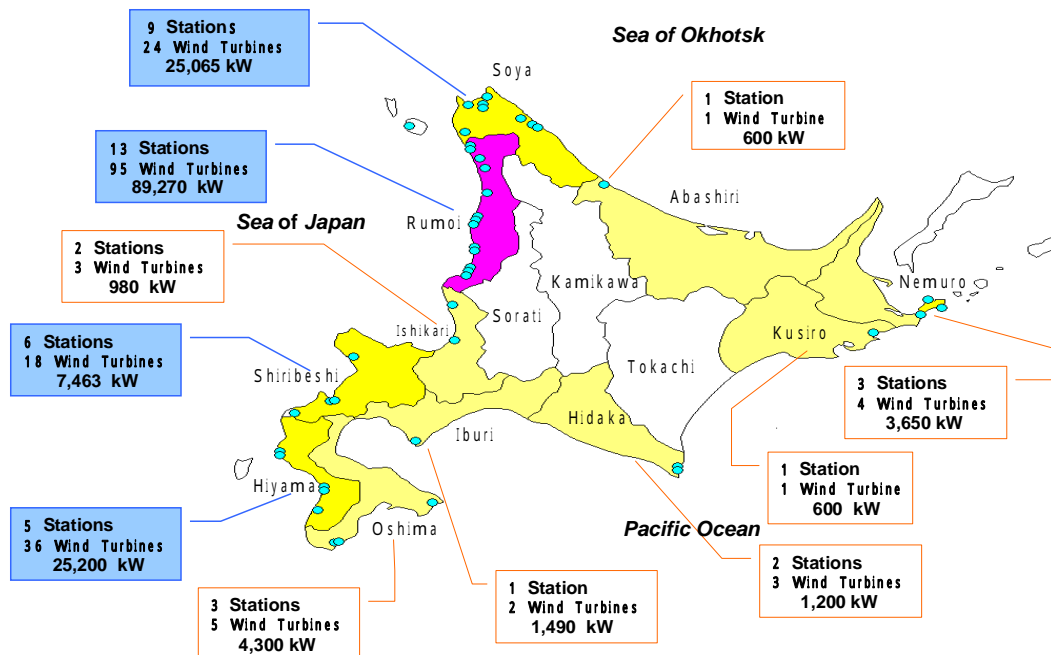 9 Stations
24 Wind Turbines
25,065 kW
Sea of Okhotsk
Soya
1 Station
1 Wind Turbine
600 kW
13 Stations
95 Wind Turbines
89,270 kW
Abashiri
Sea of Japan
Rumoi
2 Stations
3 Wind Turbines
980 kW
Kamikawa
Nemuro
Sorati
Ishikari
Kusiro
6 Stations
18 Wind Turbines
7,463 kW
Shiribeshi
Tokachi
3 Stations
4 Wind Turbines
3,650 kW
Hidaka
Iburi
1 Station
1 Wind Turbine
600 kW
Hiyama
5 Stations
36 Wind Turbines
25,200 kW
Oshima
Pacific Ocean
2 Stations
3 Wind Turbines
1,200 kW
1 Station
2 Wind Turbines
1,490 kW
3 Stations
5 Wind Turbines
4,300 kW